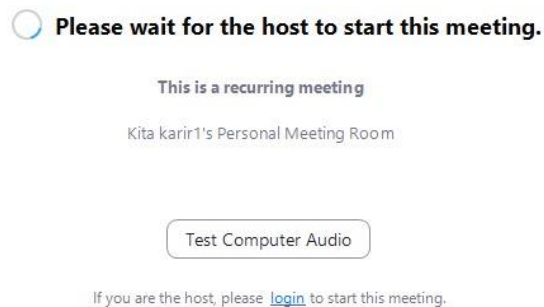 Please wait for the host to start this meeting.
This is a recurring meeting
Kita karir1's Personal Meeting Room
Test Computer Audio
If you are the host, please login to start this meeting.